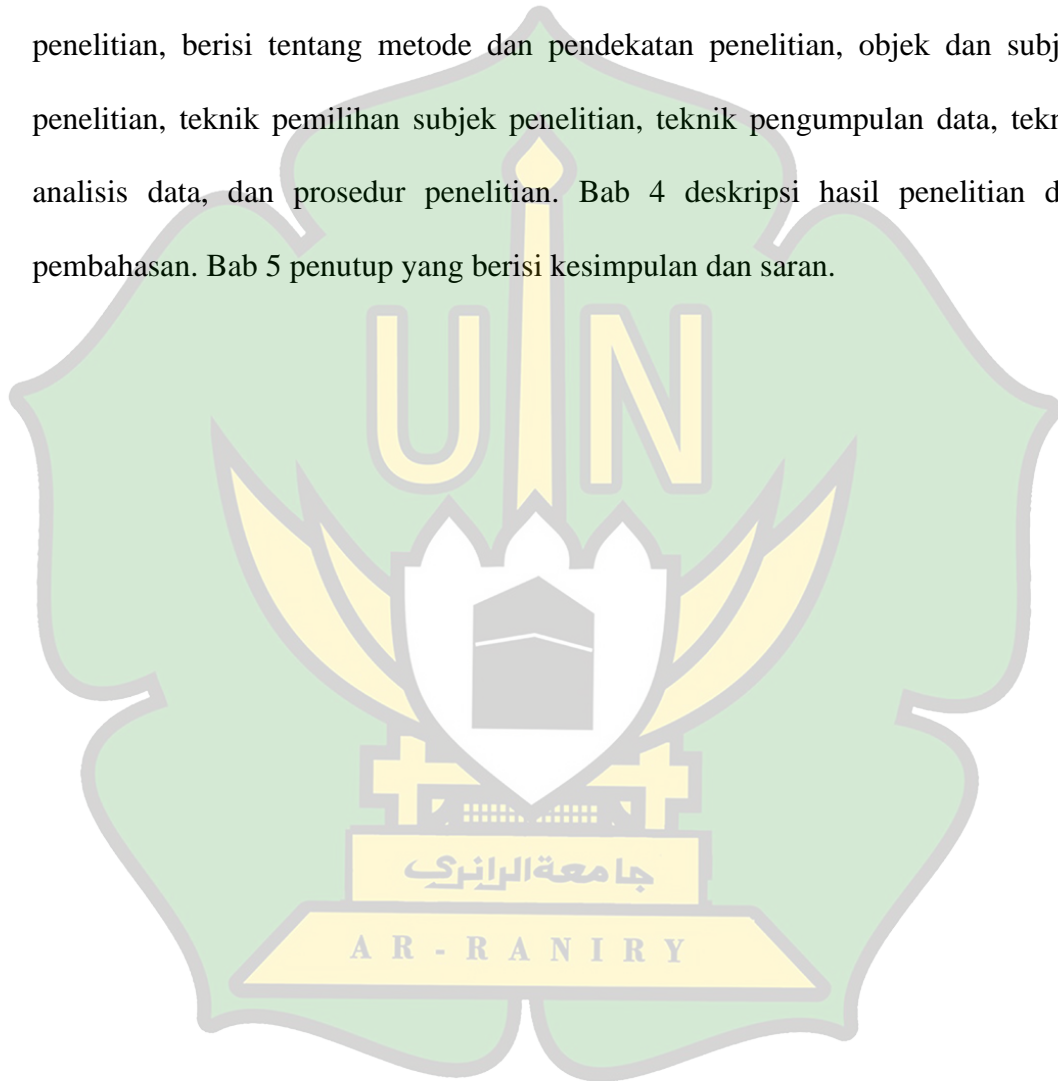 penelitian, berisi tentang metode dan pendekatan penelitian, objek dan
penelitian, teknik pemilihan subjek penelitian, teknik pengumpulan data,
analisis data, dan prosedur penelitian. Bab 4 deskripsi hasil penelitian
pembahasan. Bab 5 penutup yang berisi kesimpulan dan saran.
UIN
جامعة الرانري
AR-RANIRY